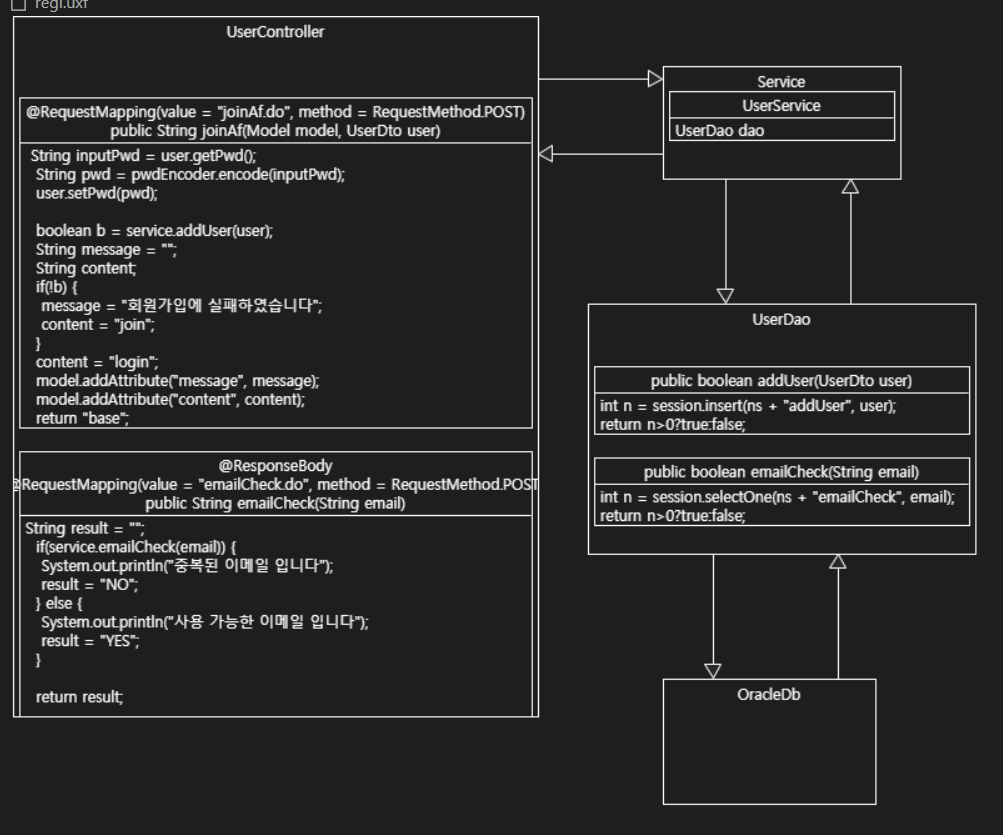 regi.uxf
UserController
@RequestMapping(value = "joinAf.do", method = RequestMethod.POST)
public String joinAf(Model model, UserDto user)
String inputPwd = user.getPwd();
String pwd = pwdEncoder.encode(inputPwd);
user.setPwd(pwd);
boolean b = service.addUser(user);
String message = "";
String content;
if(!b) {
message = "회원가입에 실패하였습니다";
content = "join";
}
content = "login";
model.addAttribute("message", message);
model.addAttribute("content", content);
return "base";
@ResponseBody
@RequestMapping(value = "emailCheck.do", method = RequestMethod.POST
public String emailCheck(String email)
String result = "";
if(service.emailCheck(email)) {
System.out.println("중복된 이메일 입니다");
result = "NO";
} else {
System.out.println("사용 가능한 이메일 입니다");
result = "YES";
}
return result;
Service
UserService
UserDao dao
UserDao
public boolean addUser(UserDto user)
int n = session.insert(ns + "addUser", user);
return n>0?true:false;
public boolean emailCheck(String email)
int n = session.selectOne(ns + "emailCheck", email);
return n>0?true:false;
OracleDb